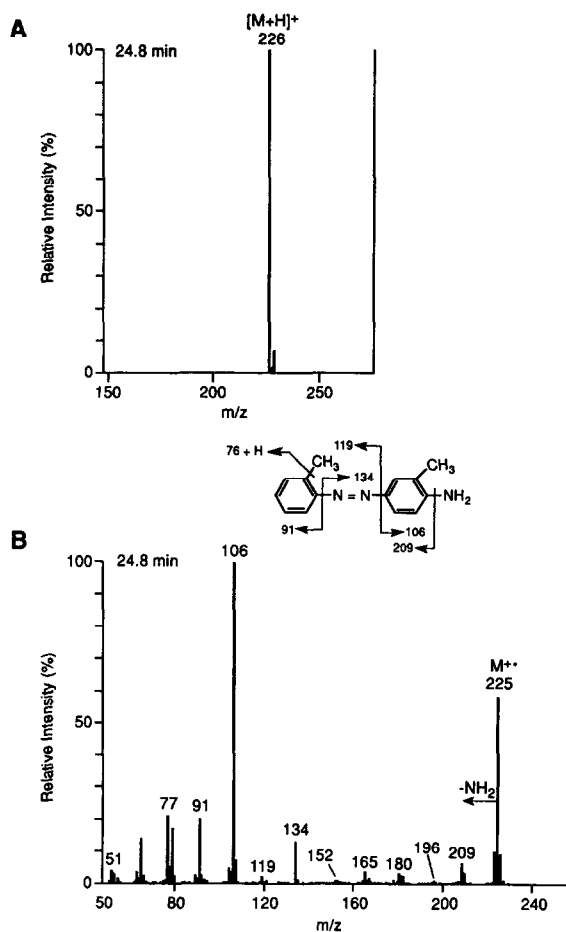 A
[M+H]+
226
24.8 min
100
50
0
Relative Intensity (%)
150
200
250
m/z
76 + H
CH3
119
CH3
134
N = N
NH2
91
106
209
B
24.8 min
100
50
0
Relative Intensity (%)
106
M+•
225
-NH2
77
91
51
134
119
152
165
180
196
209
50
80
120
160
200
240
m/z